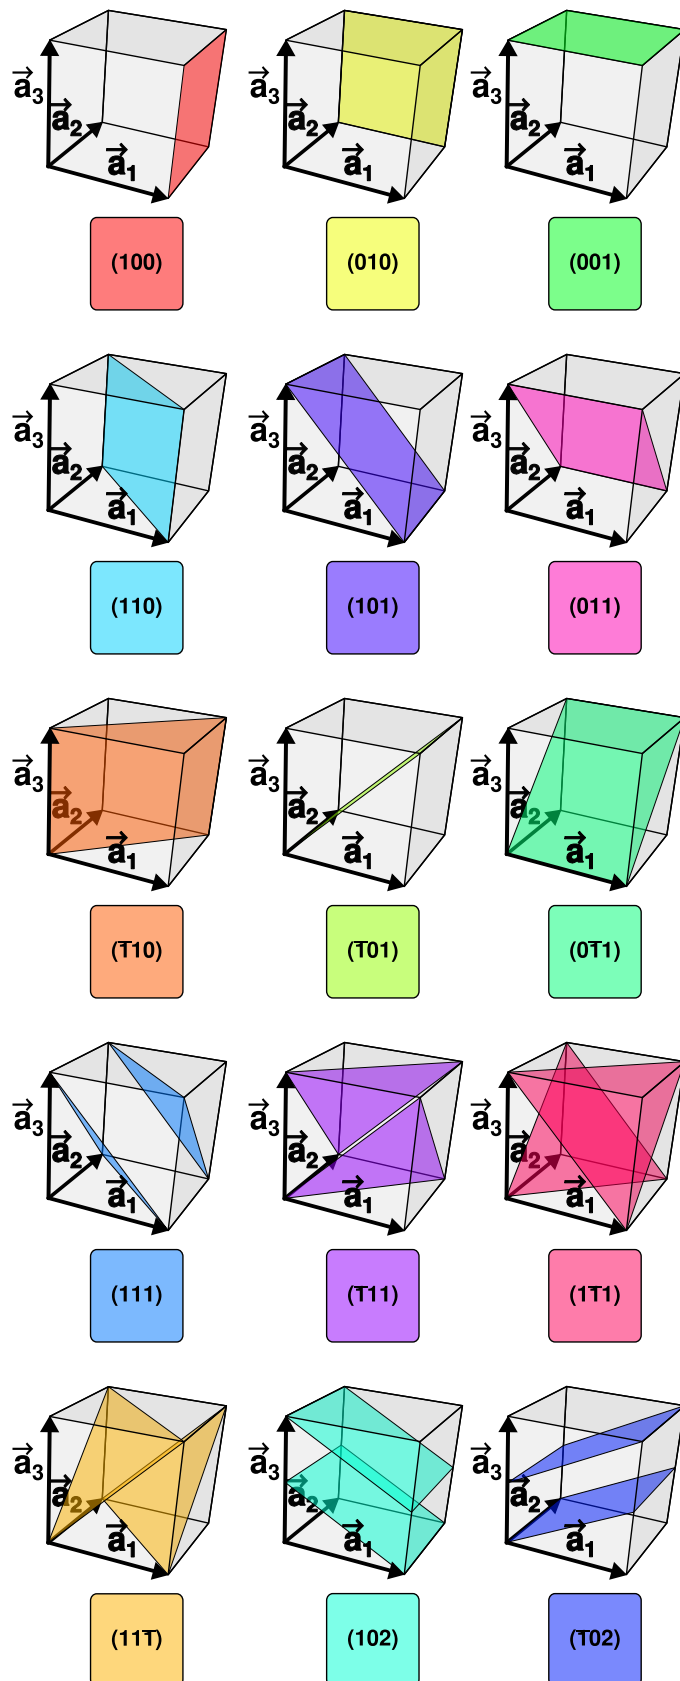 a⃗₃ a⃗₂ a⃗₁ a⃗₃ a⃗₂ a⃗₁ a⃗₃ a⃗₂ a⃗₁
(100) (010) (001)
a⃗₃ a⃗₂ a⃗₁ a⃗₃ a⃗₂ a⃗₁ a⃗₃ a⃗₂ a⃗₁
(110) (101) (011)
a⃗₃ a⃗₂ a⃗₁ a⃗₃ a⃗₂ a⃗₁ a⃗₃ a⃗₂ a⃗₁
(1̅10) (1̅01) (01̅1)
a⃗₃ a⃗₂ a⃗₁ a⃗₃ a⃗₂ a⃗₁ a⃗₃ a⃗₂ a⃗₁
(111) (1̅11) (11̅1)
a⃗₃ a⃗₂ a⃗₁ a⃗₃ a⃗₂ a⃗₁ a⃗₃ a⃗₂ a⃗₁
(111̅) (102) (1̅02)